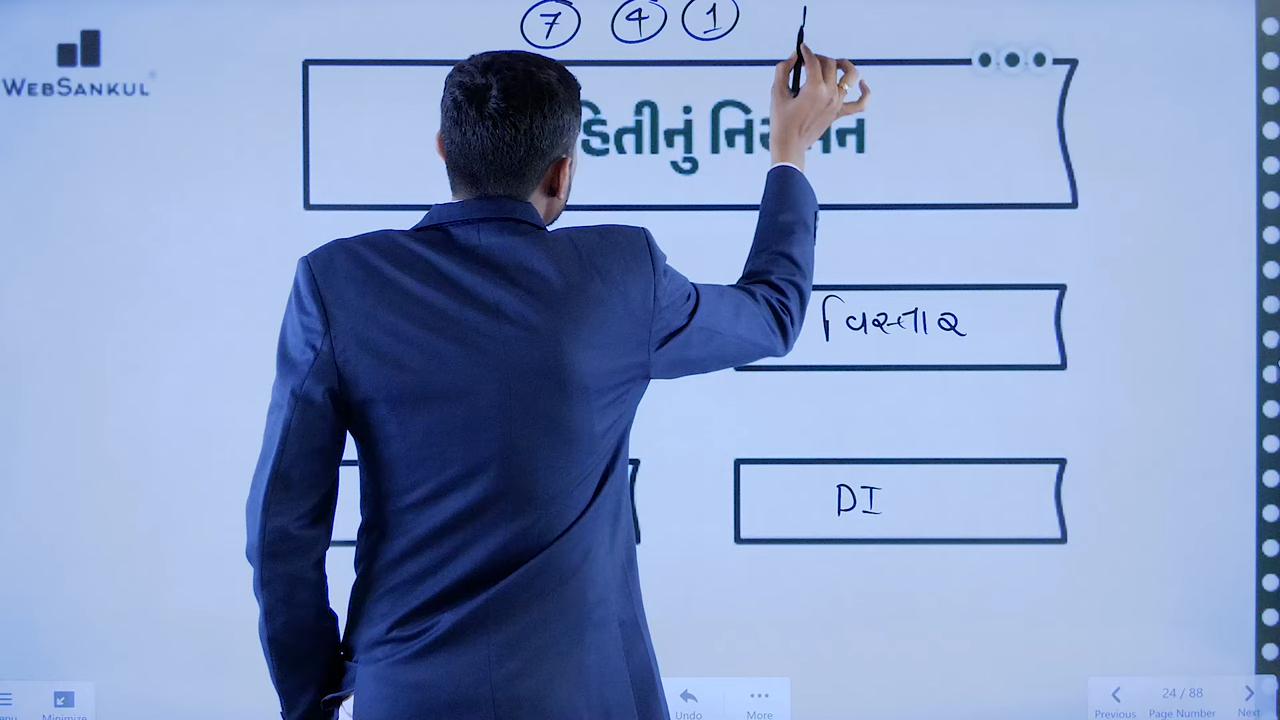 7 4 1
WEBSANKUL
વિસ્તાર
DI
Minimize
Undo
More
Previous
24 / 88
Page Number
Next